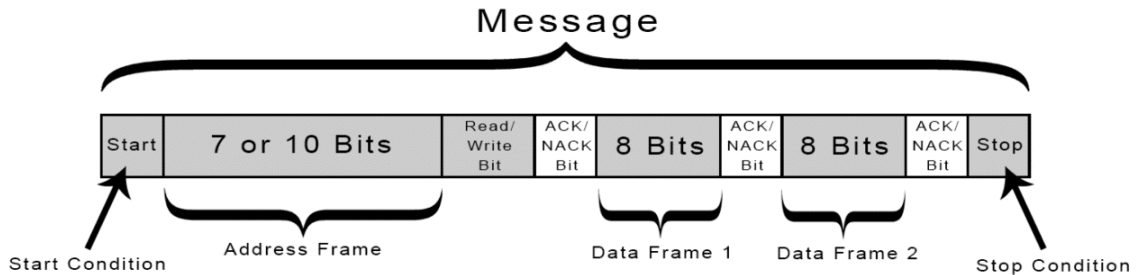 Message
Start
7 or 10 Bits
Read/
Write
Bit
ACK/
NACK
Bit
8 Bits
ACK/
NACK
Bit
8 Bits
ACK/
NACK
Bit
Stop
Start Condition
Address Frame
Data Frame 1
Data Frame 2
Stop Condition